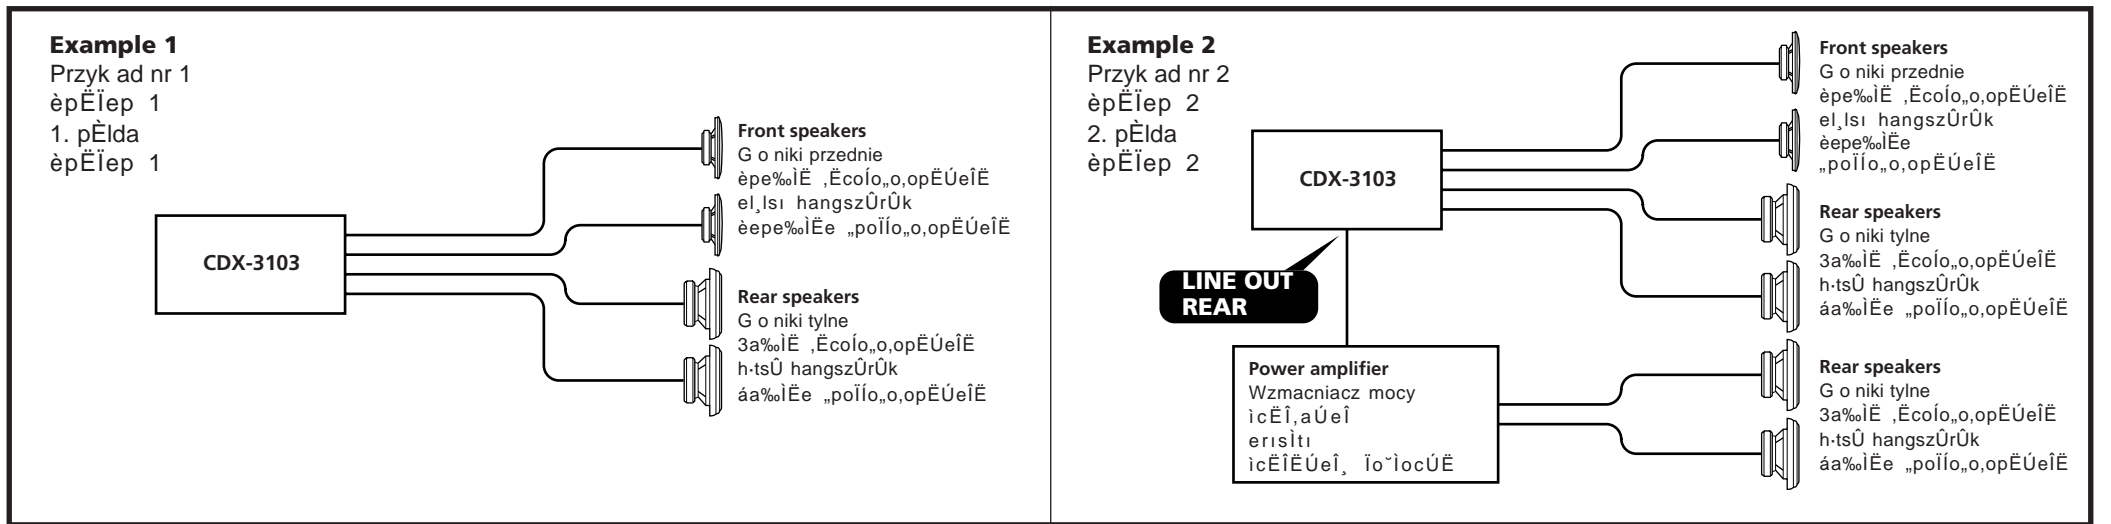 Example 1
Przyk ad nr 1
èpËÏep 1
1. pÈlda
èpËÏep 1
CDX-3103
Front speakers
G o niki przednie
èpe‰ÌË ‚ËcoÍo„o‚opËÚeÎË
el¸lsı hangszÛrÛk
èepe‰ÌËe „poÏÍo„o‚opËÚeÎË
Rear speakers
G o niki tylne
3a‰ÌË ‚ËcoÍo„o‚opËÚeÎË
h·tsÛ hangszÛrÛk
áa‰ÌËe „poÏÍo„o‚opËÚeÎË
Example 2
Przyk ad nr 2
èpËÏep 2
2. pÈlda
èpËÏep 2
CDX-3103
LINE OUT
REAR
Power amplifier
Wzmacniacz mocy
ìcËÎ‚aÚeÎ
erısÌtı
ìcËÎËÚeÎ¸ Ïo˘ÌocÚË
Front speakers
G o niki przednie
èpe‰ÌË ‚ËcoÍo„o‚opËÚeÎË
el¸lsı hangszÛrÛk
èepe‰ÌËe
„poÏÍo„o‚opËÚeÎË
Rear speakers
G o niki tylne
3a‰ÌË ‚ËcoÍo„o‚opËÚeÎË
h·tsÛ hangszÛrÛk
áa‰ÌËe „poÏÍo„o‚opËÚeÎË
Rear speakers
G o niki tylne
3a‰ÌË ‚ËcoÍo„o‚opËÚeÎË
h·tsÛ hangszÛrÛk
áa‰ÌËe „poÏÍo„o‚opËÚeÎË